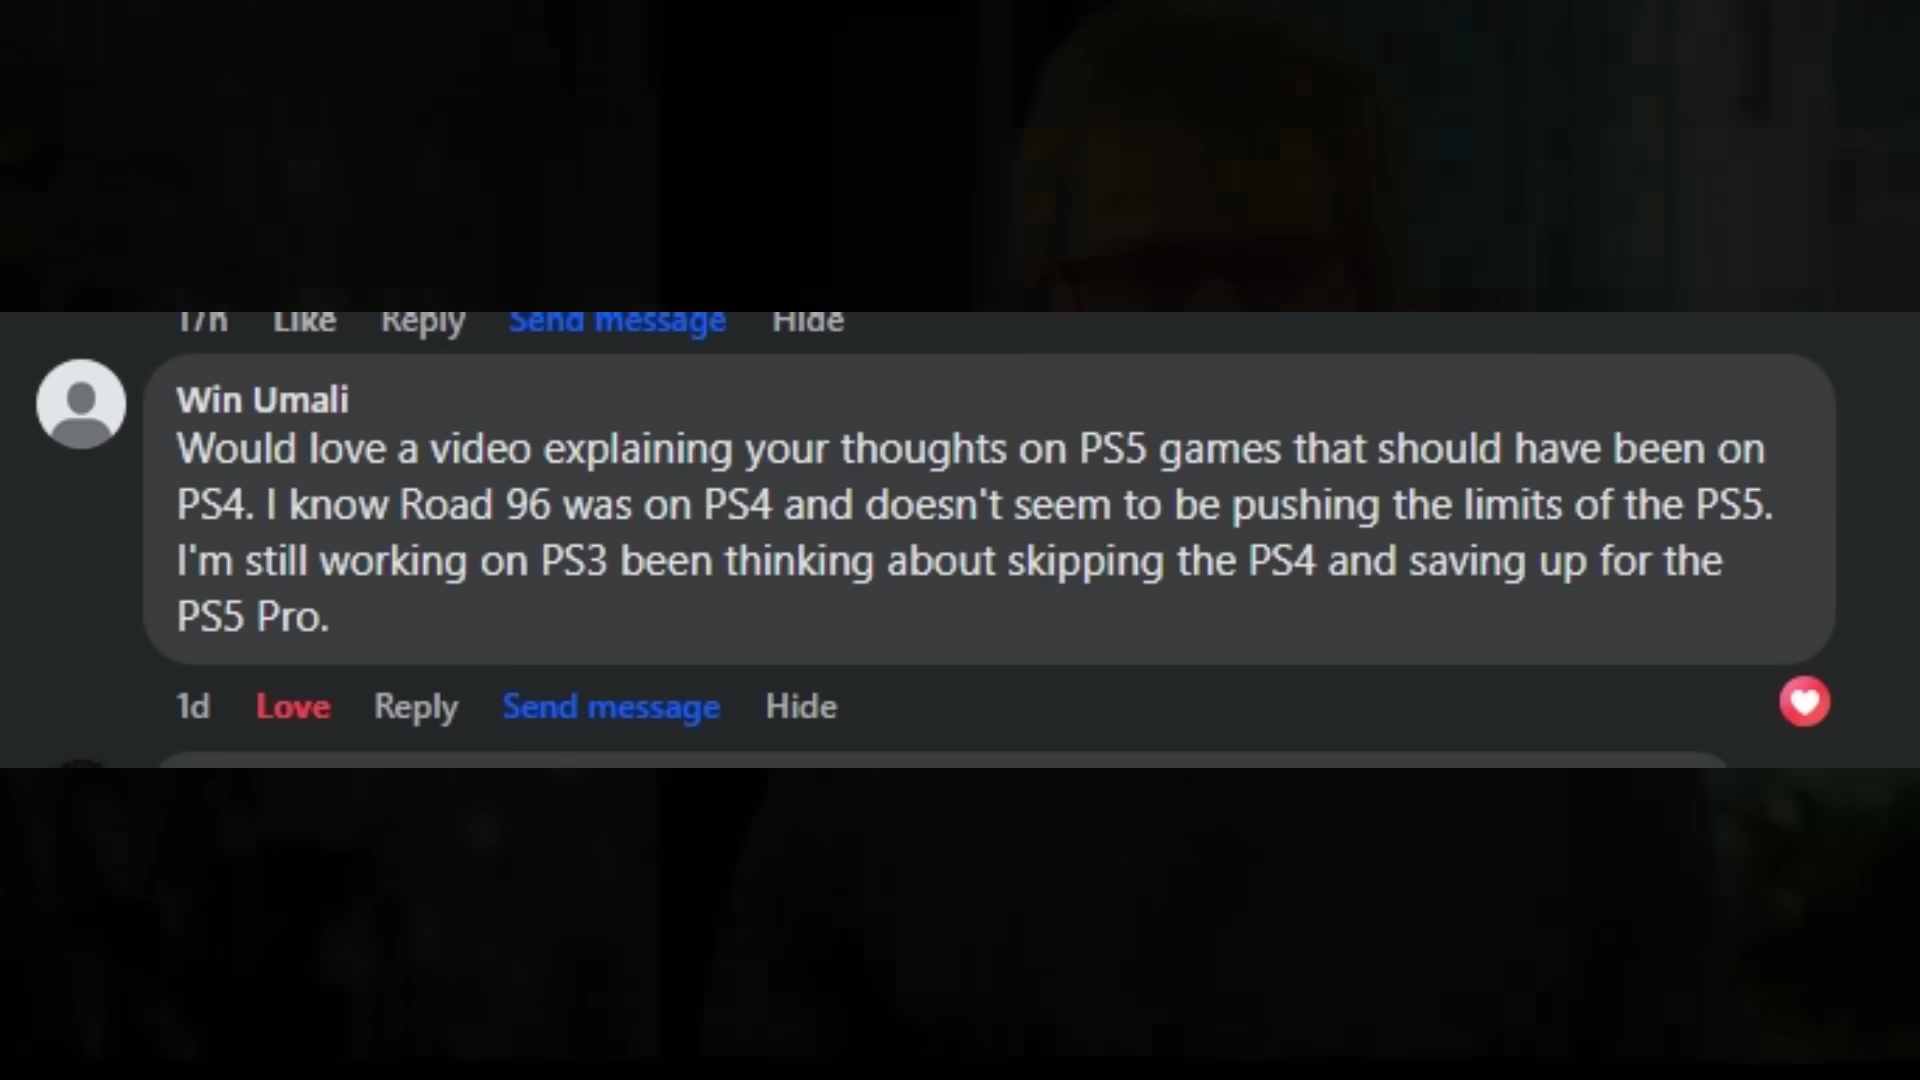 17h Like Reply Send message Hide
Win Umali
Would love a video explaining your thoughts on PS5 games that should have been on
PS4. I know Road 96 was on PS4 and doesn't seem to be pushing the limits of the PS5.
I'm still working on PS3 been thinking about skipping the PS4 and saving up for the
PS5 Pro.
1d Love Reply Send message Hide